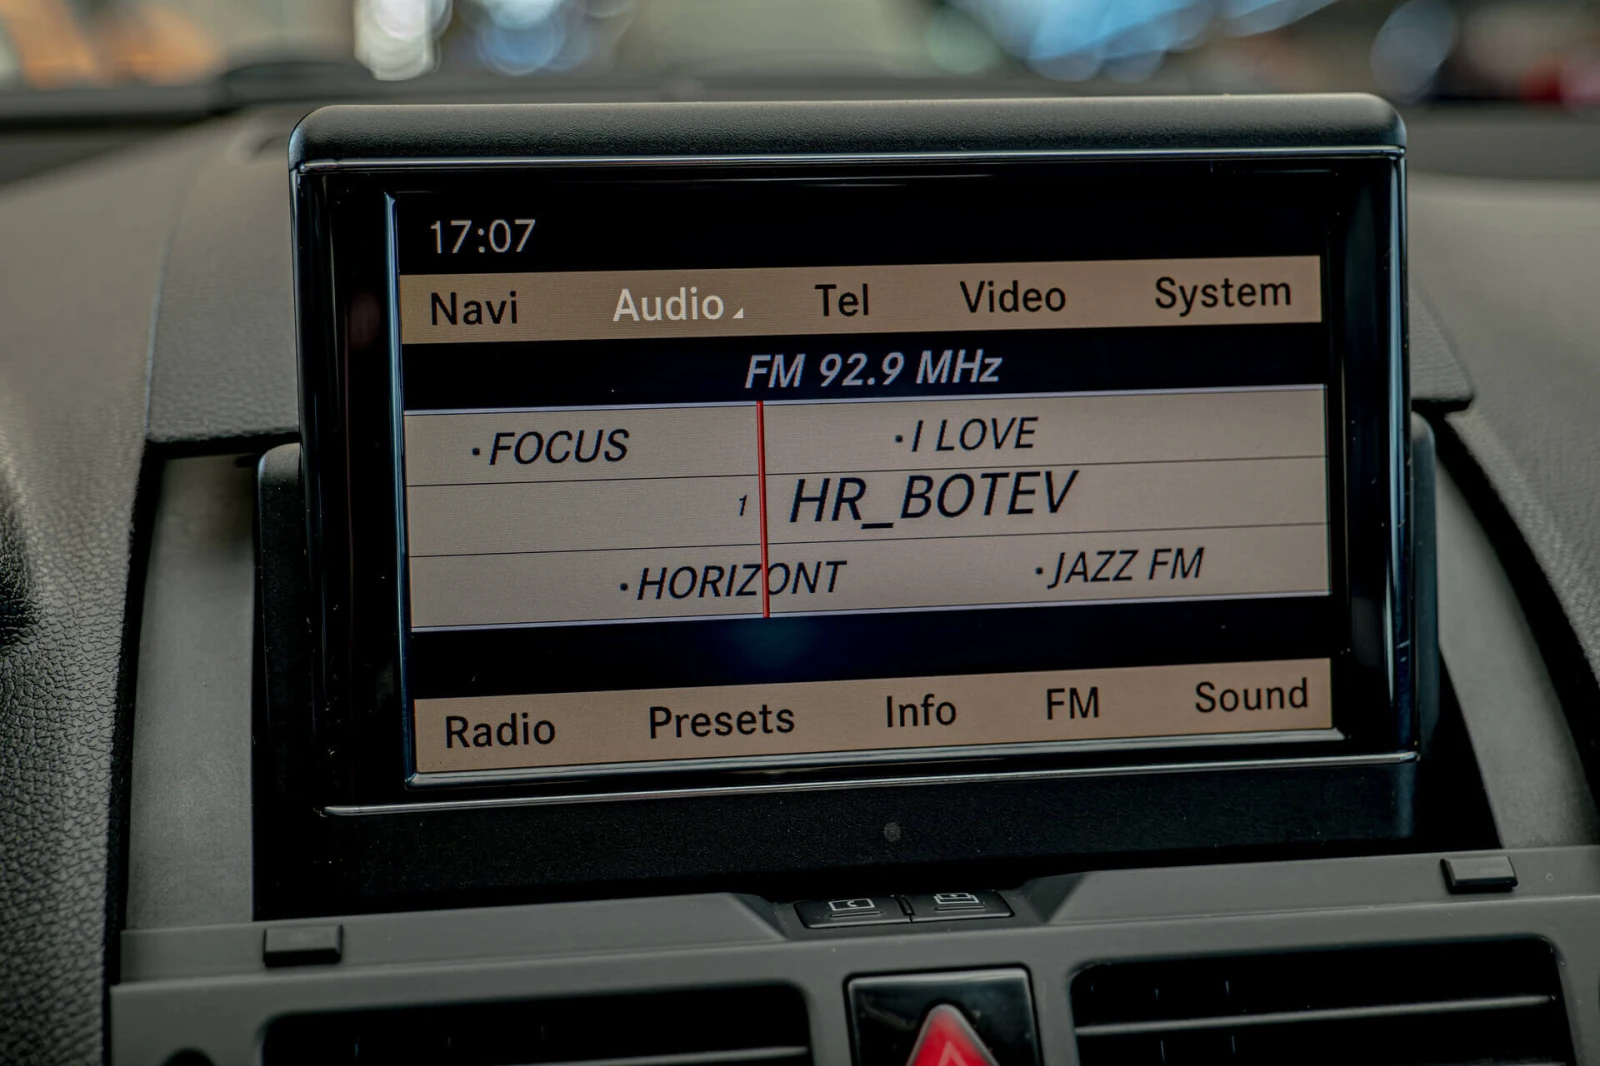 17:07
Navi Audio Tel Video System
FM 92.9 MHz
·FOCUS ·I LOVE
1 HR_BOTEV
·HORIZONT ·JAZZ FM
Radio Presets Info FM Sound